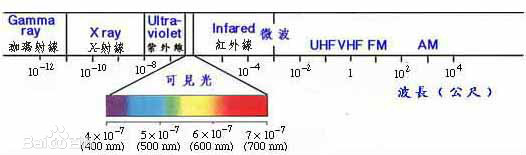 Gamma ray
珈瑪射線
X ray
X-射線
Ultra-
violet
紫外線
Infared
紅外線
微波
UHF VHF FM AM
10⁻¹² 10⁻¹⁰ 10⁻⁸ 10⁻⁴ 10⁻² 1 10² 10⁴
可見光
波長(公尺)
4×10⁻⁷ 5×10⁻⁷ 6×10⁻⁷ 7×10⁻⁷
(400 nm) (500 nm) (600 nm) (700 nm)